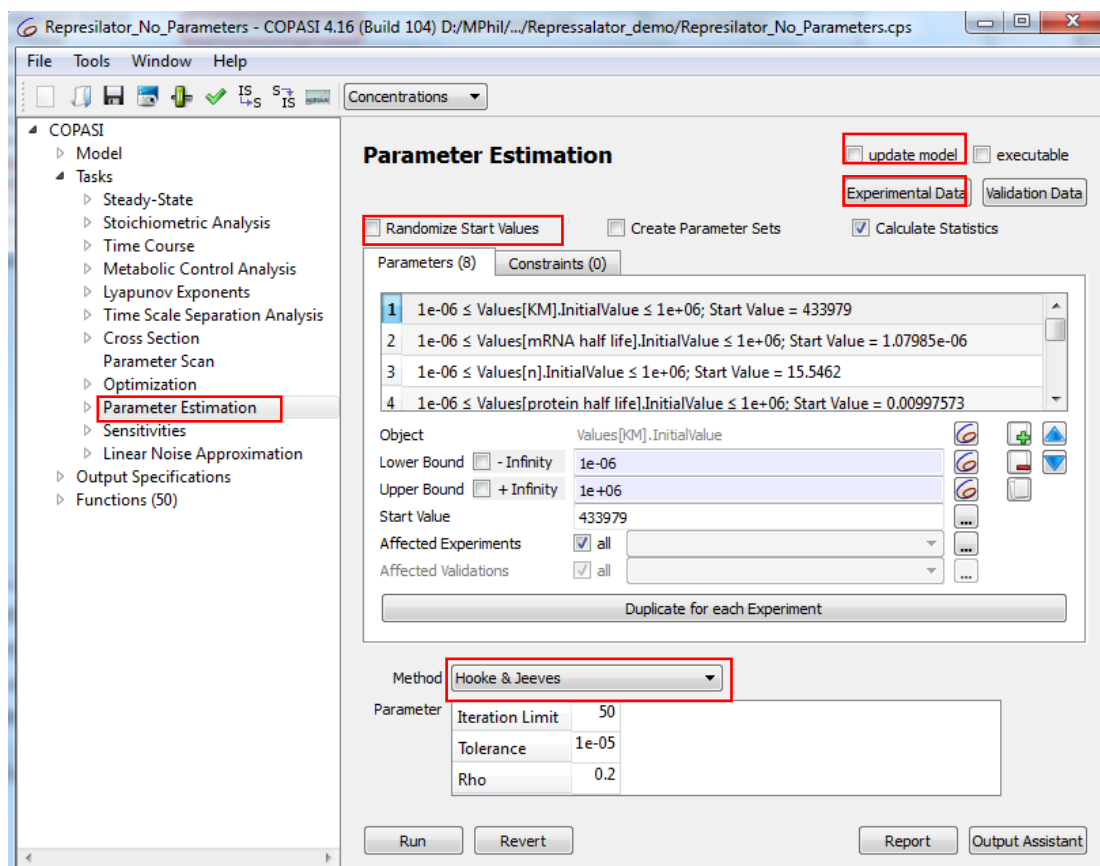 Represilator_No_Parameters - COPASI 4.16 (Build 104) D:/MPhil/.../Repressalator_demo/Represilator_No_Parameters.cps
File Tools Window Help
Concentrations
COPASI
Model
Tasks
Steady-State
Stoichiometric Analysis
Time Course
Metabolic Control Analysis
Lyapunov Exponents
Time Scale Separation Analysis
Cross Section
Parameter Scan
Optimization
Parameter Estimation
Sensitivities
Linear Noise Approximation
Output Specifications
Functions (50)
Parameter Estimation
update model executable
Experimental Data Validation Data
Randomize Start Values Create Parameter Sets Calculate Statistics
Parameters (8) Constraints (0)
1 1e-06 ≤ Values[KM].InitialValue ≤ 1e+06; Start Value = 433979
2 1e-06 ≤ Values[mRNA half life].InitialValue ≤ 1e+06; Start Value = 1.07985e-06
3 1e-06 ≤ Values[n].InitialValue ≤ 1e+06; Start Value = 15.5462
4 1e-06 ≤ Values[protein half life].InitialValue ≤ 1e+06; Start Value = 0.00997573
Object Values[KM].InitialValue
Lower Bound - Infinity 1e-06
Upper Bound + Infinity 1e+06
Start Value 433979 ...
Affected Experiments all ...
Affected Validations all ...
Duplicate for each Experiment
Method Hooke & Jeeves
Parameter Iteration Limit 50
Tolerance 1e-05
Rho 0.2
Run Revert Report Output Assistant